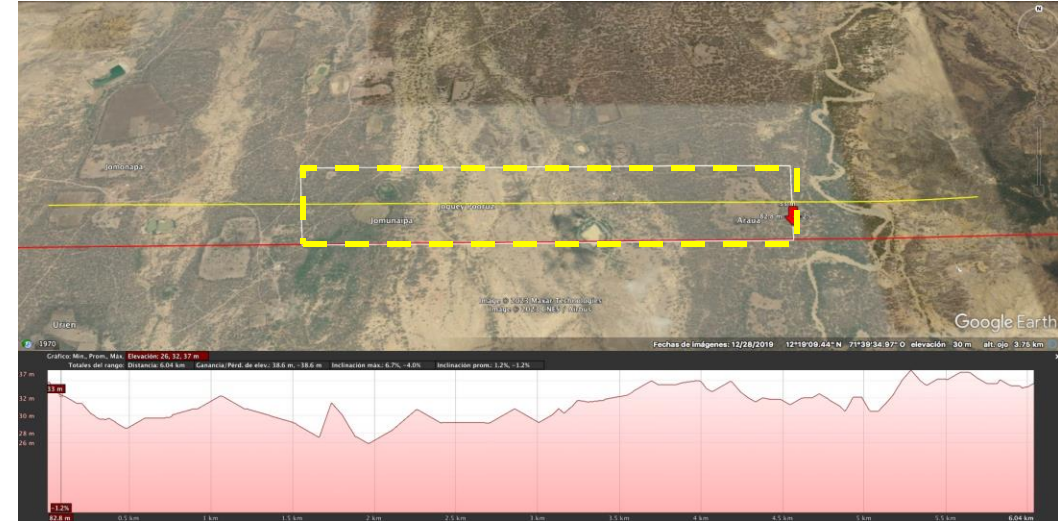 N
Jomunapa
Joguey Pootua
Jomunaipa
Araua
82.8 m
Image © 2023 Maxar Technologies
Image © 2023 CNES / Airbus
Urien
Google Earth
1970
Fechas de imágenes: 12/28/2019 12°19'09.44" N 71°39'34.97" O elevación 30 m alt. ojo 3.75 km
Gráfico: Mín., Prom., Máx. Elevación: 26, 32, 37 m
Totales del rango: Distancia: 6.04 km Ganancia/Pérd. de elev.: 38.6 m, -38.6 m Inclinación máx.: 6.7%, -4.0% Inclinación prom.: 1.2%, -1.2%
37 m
33 m
32 m
30 m
28 m
26 m
-1.2%
82.8 m 0.5 km 1 km 1.5 km 2 km 2.5 km 3 km 3.5 km 4 km 4.5 km 5 km 5.5 km 6.04 km